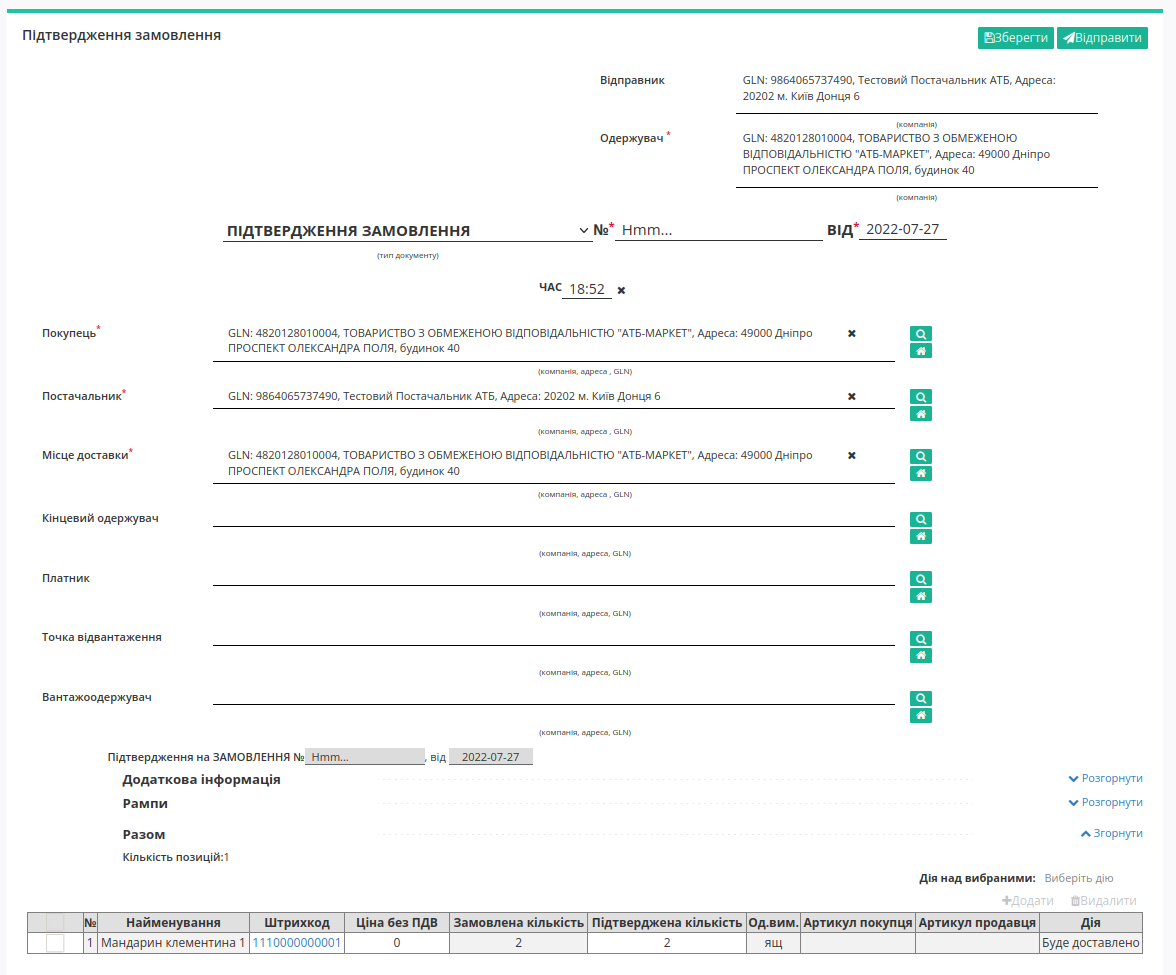 Підтвердження замовлення
Зберегти Відправити
Відправник
GLN: 9864065737490, Тестовий Постачальник АТБ, Адреса:
20202 м. Київ Донця 6
(компанія)
Одержувач *
GLN: 4820128010004, ТОВАРИСТВО З ОБМЕЖЕНОЮ
ВІДПОВІДАЛЬНІСТЮ "АТБ-МАРКЕТ", Адреса: 49000 Дніпро
ПРОСПЕКТ ОЛЕКСАНДРА ПОЛЯ, будинок 40
(компанія)
ПІДТВЕРДЖЕННЯ ЗАМОВЛЕННЯ №* Hmm... ВІД* 2022-07-27
(тип документу)
ЧАС 18:52
Покупець*
GLN: 4820128010004, ТОВАРИСТВО З ОБМЕЖЕНОЮ ВІДПОВІДАЛЬНІСТЮ "АТБ-МАРКЕТ", Адреса: 49000 Дніпро
ПРОСПЕКТ ОЛЕКСАНДРА ПОЛЯ, будинок 40
(компанія, адреса , GLN)
Постачальник*
GLN: 9864065737490, Тестовий Постачальник АТБ, Адреса: 20202 м. Київ Донця 6
(компанія, адреса , GLN)
Місце доставки*
GLN: 4820128010004, ТОВАРИСТВО З ОБМЕЖЕНОЮ ВІДПОВІДАЛЬНІСТЮ "АТБ-МАРКЕТ", Адреса: 49000 Дніпро
ПРОСПЕКТ ОЛЕКСАНДРА ПОЛЯ, будинок 40
(компанія, адреса , GLN)
Кінцевий одержувач
(компанія, адреса, GLN)
Платник
(компанія, адреса, GLN)
Точка відвантаження
(компанія, адреса, GLN)
Вантажоодержувач
(компанія, адреса, GLN)
Підтвердження на ЗАМОВЛЕННЯ № Hmm... , від 2022-07-27
Додаткова інформація Розгорнути
Рампи Розгорнути
Разом Згорнути
Кількість позицій:1
Дія над вибраними: Виберіть дію
Додати Видалити
№ Найменування Штрихкод Ціна без ПДВ Замовлена кількість Підтверджена кількість Од.вим. Артикул покупця Артикул продавця Дія
1 Мандарин клементина 1 1110000000001 0 2 2 ящ Буде доставлено